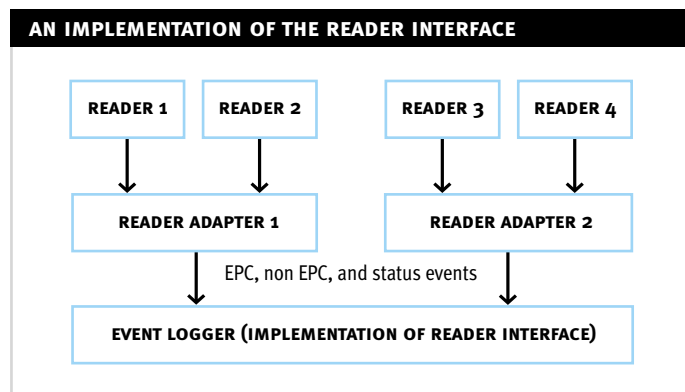 AN IMPLEMENTATION OF THE READER INTERFACE
READER 1
READER 2
READER 3
READER 4
READER ADAPTER 1
READER ADAPTER 2
EPC, non EPC, and status events
EVENT LOGGER (IMPLEMENTATION OF READER INTERFACE)